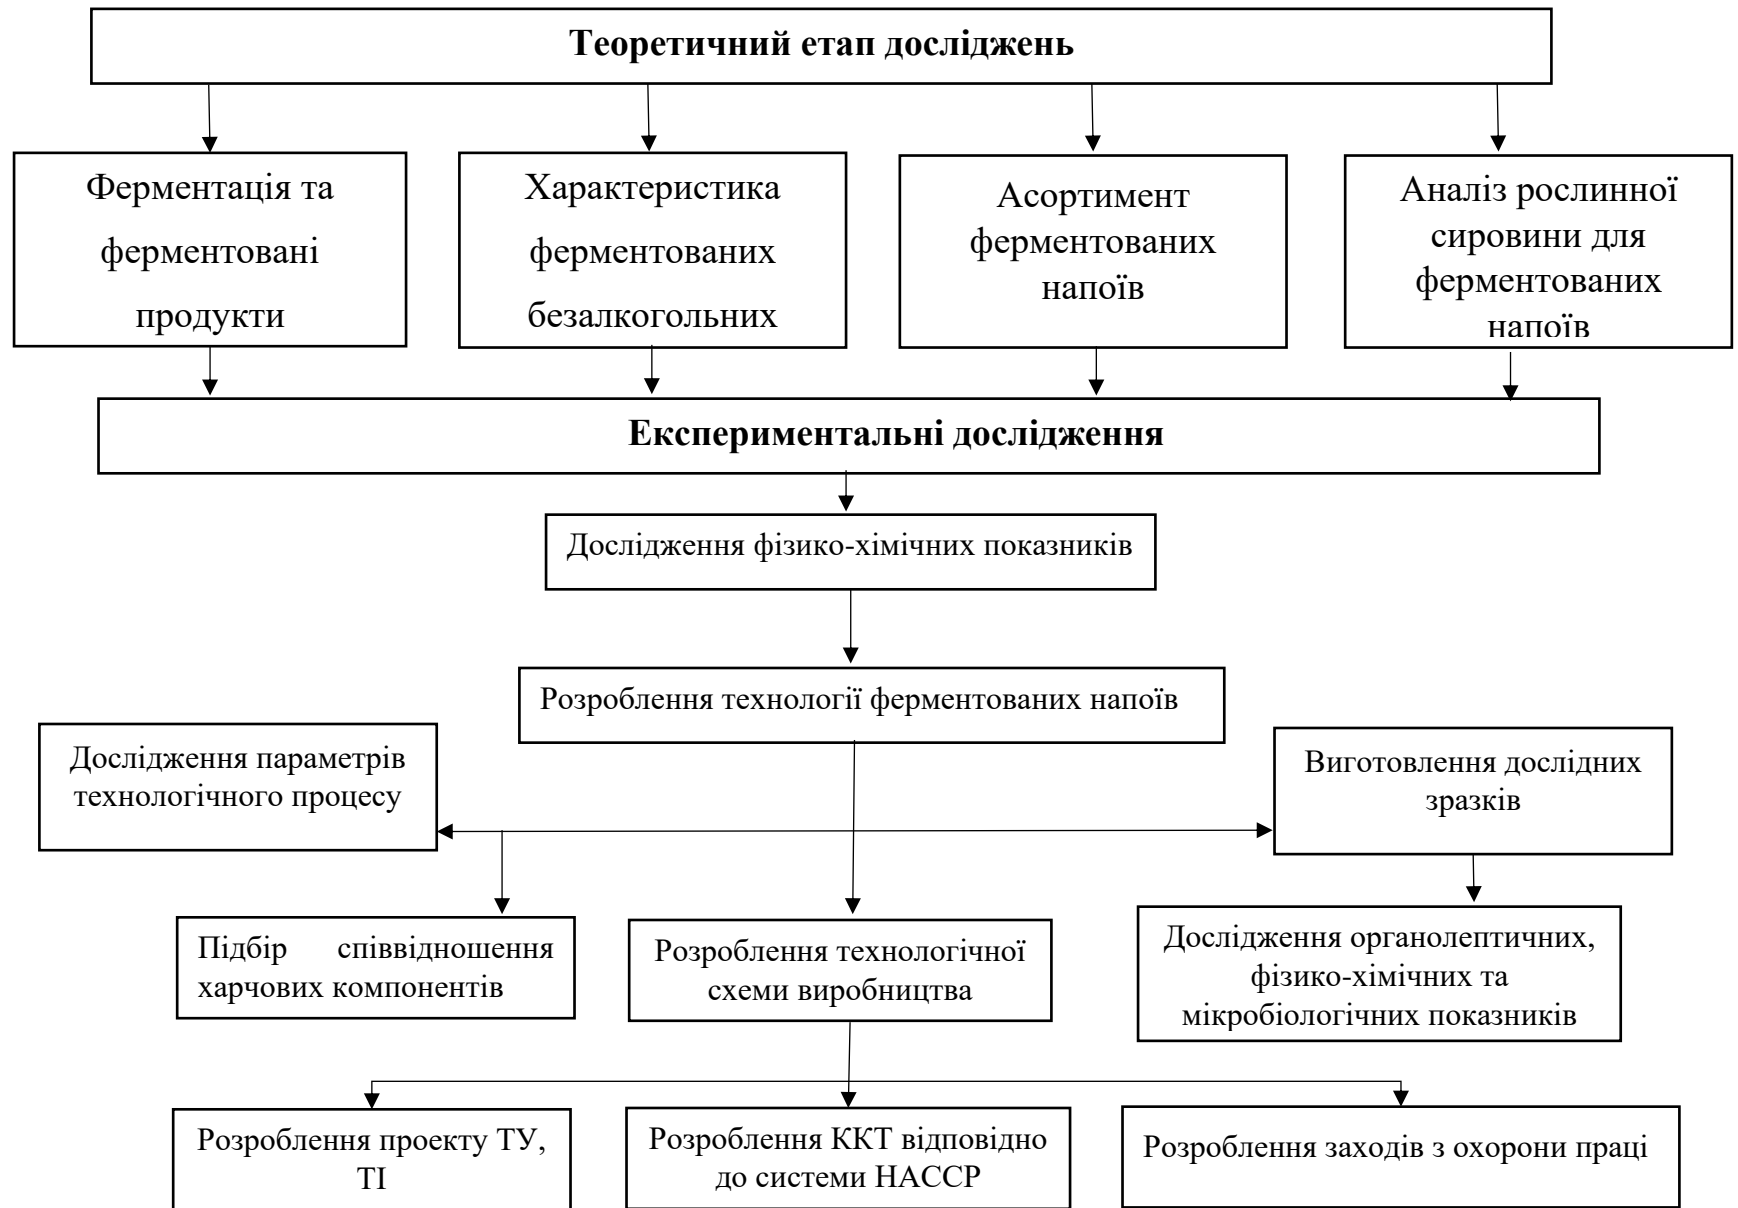 Теоретичний етап досліджень
Ферментація та
ферментовані
продукти
Характеристика
ферментованих
безалкогольних
Асортимент
ферментованих
напоїв
Аналіз рослинної
сировини для
ферментованих
напоїв
Експериментальні дослідження
Дослідження фізико-хімічних показників
Розроблення технології ферментованих напоїв
Дослідження параметрів
технологічного процесу
Виготовлення дослідних
зразків
Підбір співвідношення
харчових компонентів
Розроблення технологічної
схеми виробництва
Дослідження органолептичних,
фізико-хімічних та
мікробіологічних показників
Розроблення проекту ТУ,
ТІ
Розроблення ККТ відповідно
до системи НАССР
Розроблення заходів з охорони праці